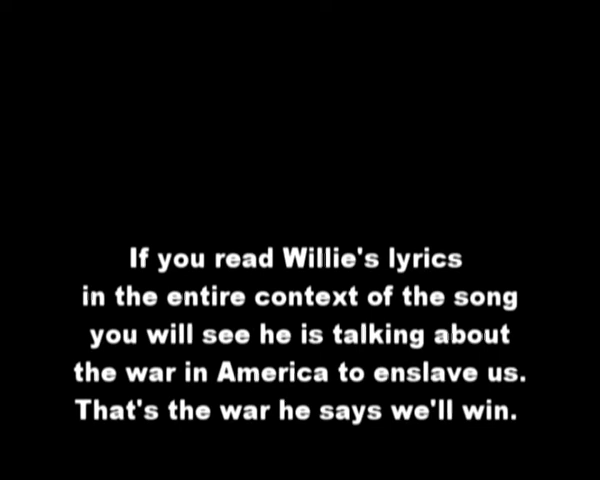 If you read Willie's lyrics
in the entire context of the song
you will see he is talking about
the war in America to enslave us.
That's the war he says we'll win.